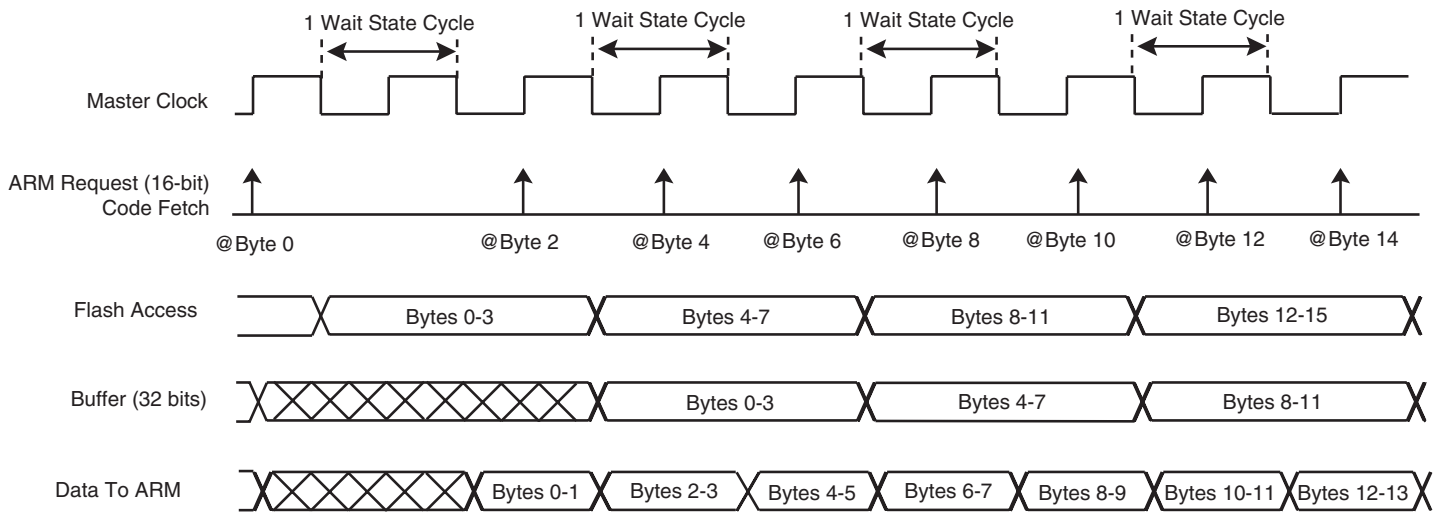 1 Wait State Cycle 1 Wait State Cycle 1 Wait State Cycle 1 Wait State Cycle
Master Clock
ARM Request (16-bit)
Code Fetch
@Byte 0 @Byte 2 @Byte 4 @Byte 6 @Byte 8 @Byte 10 @Byte 12 @Byte 14
Flash Access Bytes 0-3 Bytes 4-7 Bytes 8-11 Bytes 12-15
Buffer (32 bits) Bytes 0-3 Bytes 4-7 Bytes 8-11
Data To ARM Bytes 0-1 Bytes 2-3 Bytes 4-5 Bytes 6-7 Bytes 8-9 Bytes 10-11 Bytes 12-13